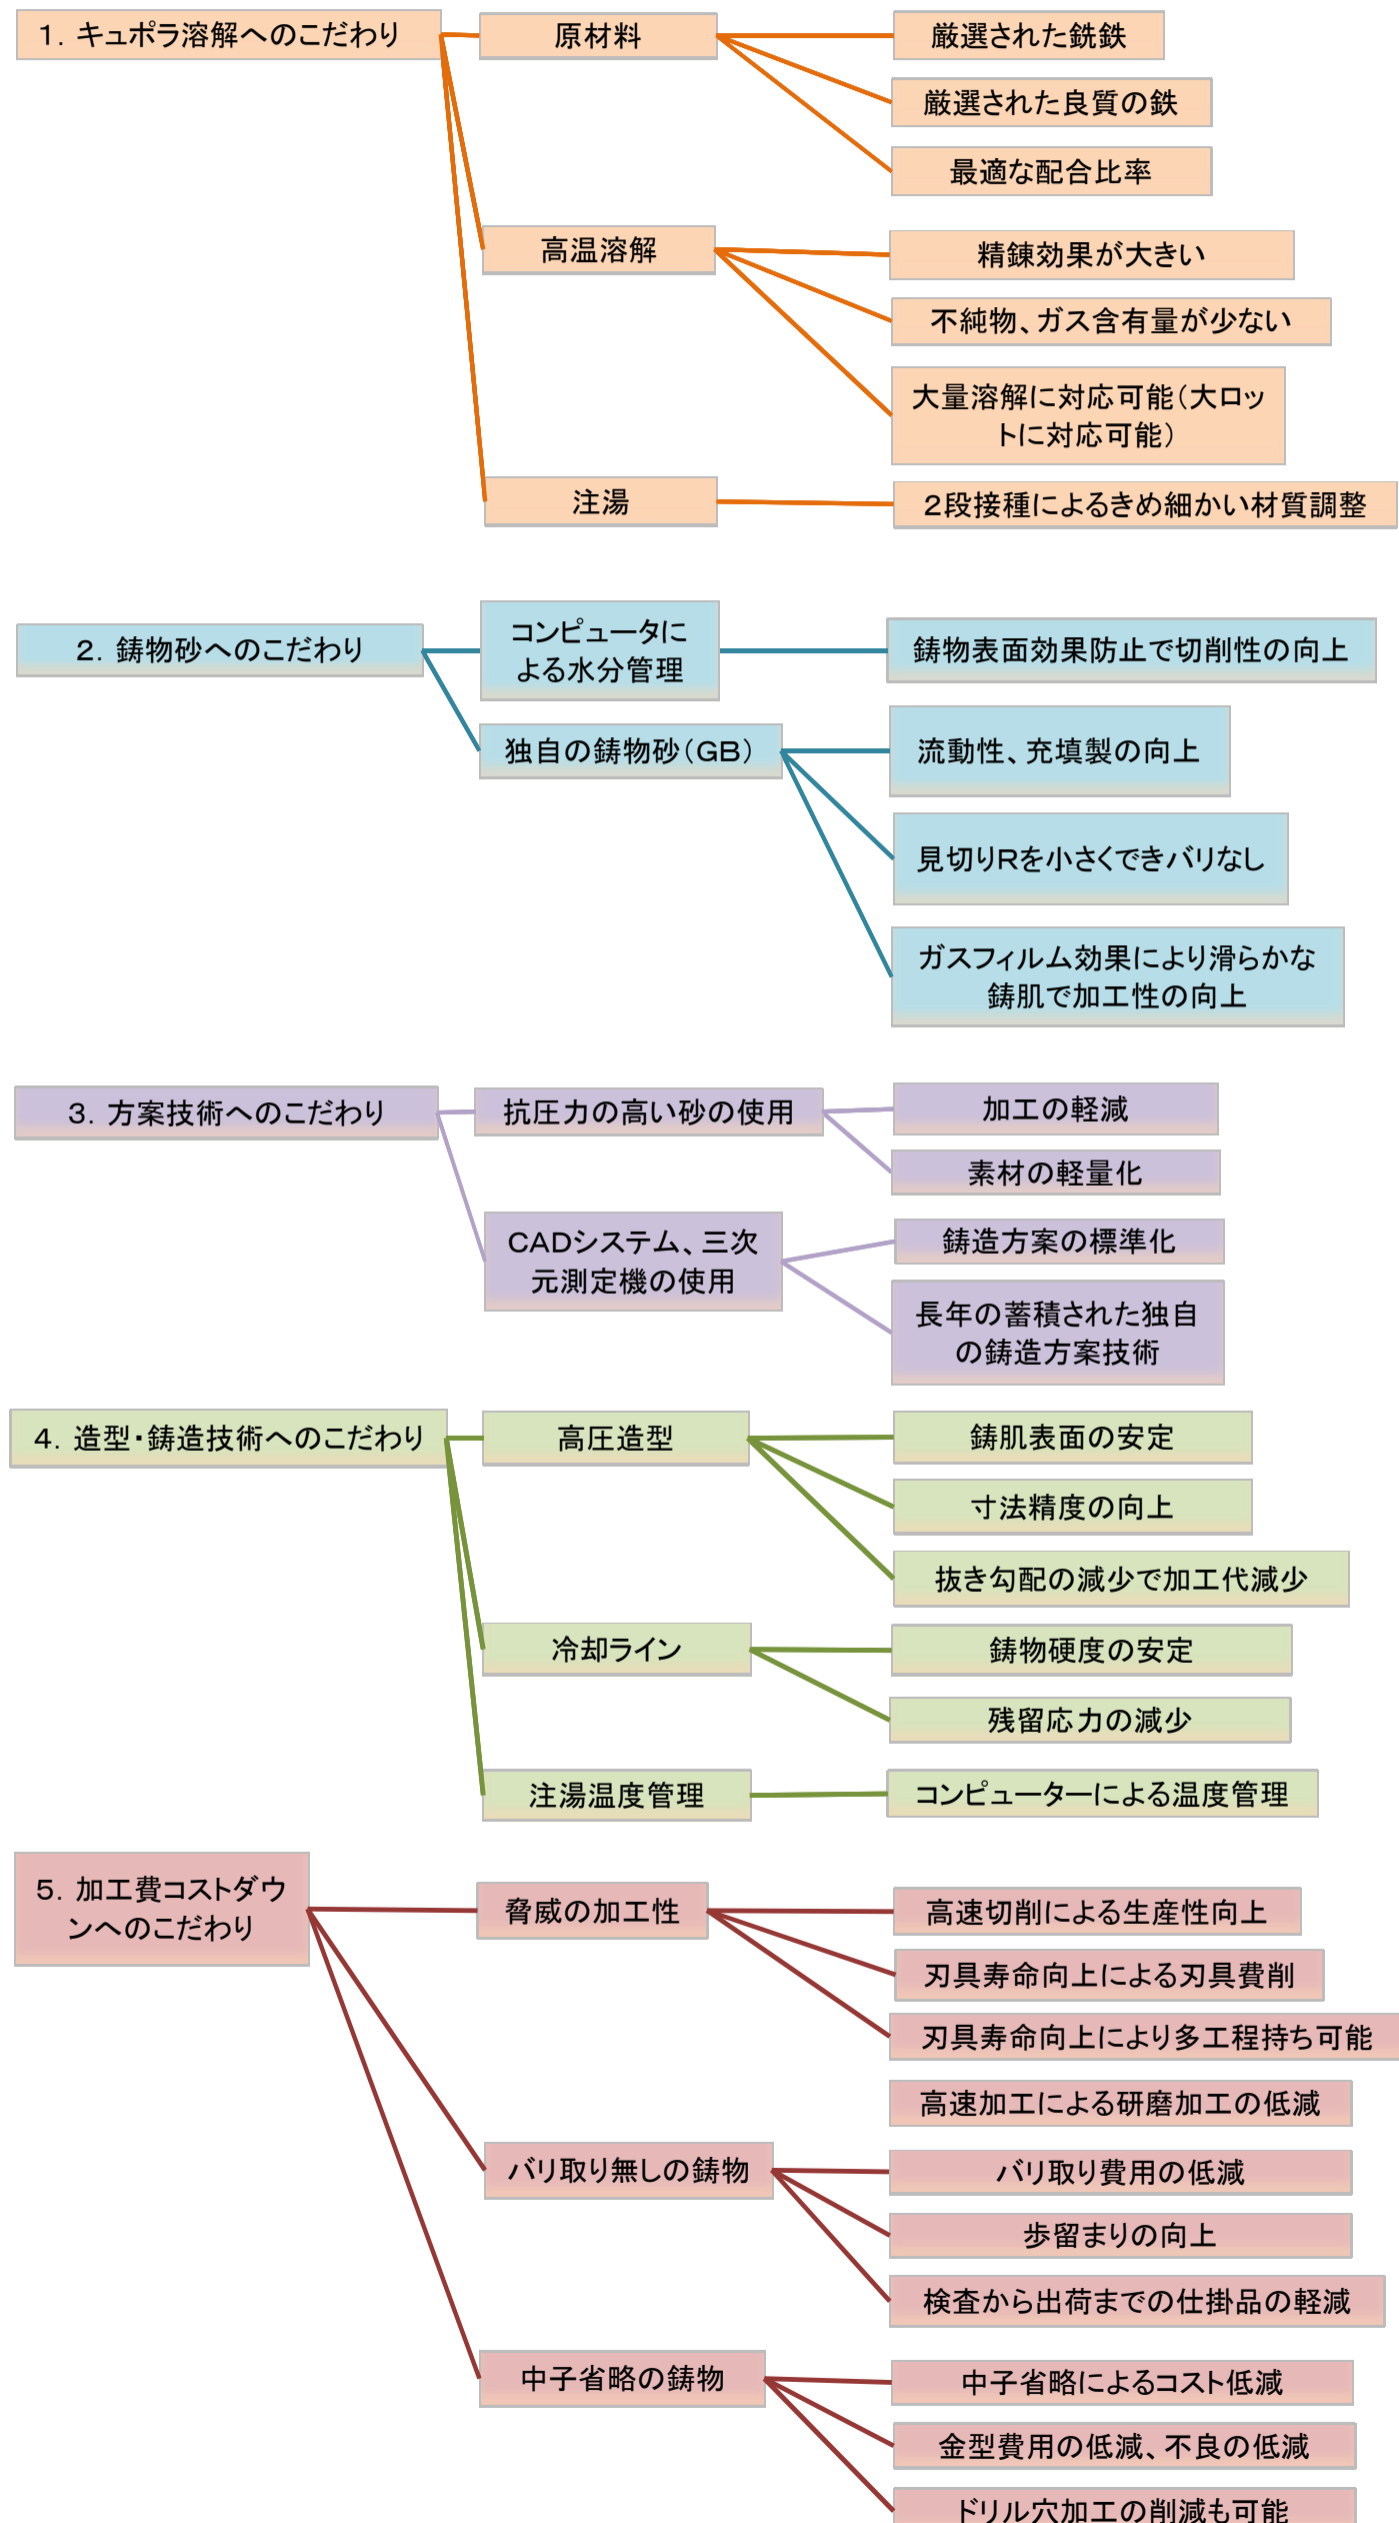 1．キュポラ溶解へのこだわり
原材料
厳選された銑鉄
厳選された良質の鉄
最適な配合比率
高温溶解
精錬効果が大きい
不純物、ガス含有量が少ない
大量溶解に対応可能（大ロッ
トに対応可能）
注湯
２段接種によるきめ細かい材質調整
２．鋳物砂へのこだわり
コンピュータに
よる水分管理
鋳物表面効果防止で切削性の向上
独自の鋳物砂（GB）
流動性、充填製の向上
見切りRを小さくできバリなし
ガスフィルム効果により滑らかな
鋳肌で加工性の向上
3．方案技術へのこだわり
抗圧力の高い砂の使用
加工の軽減
素材の軽量化
CADシステム、三次
元測定機の使用
鋳造方案の標準化
長年の蓄積された独自
の鋳造方案技術
4．造型・鋳造技術へのこだわり
高圧造型
鋳肌表面の安定
寸法精度の向上
抜き勾配の減少で加工代減少
冷却ライン
鋳物硬度の安定
残留応力の減少
注湯温度管理
コンピューターによる温度管理
５．加工費コストダウ
ンへのこだわり
脅威の加工性
高速切削による生産性向上
刃具寿命向上による刃具費削
刃具寿命向上により多工程持ち可能
高速加工による研磨加工の低減
バリ取り無しの鋳物
バリ取り費用の低減
歩留まりの向上
検査から出荷までの仕掛品の軽減
中子省略の鋳物
中子省略によるコスト低減
金型費用の低減、不良の低減
ドリル穴加工の削減も可能